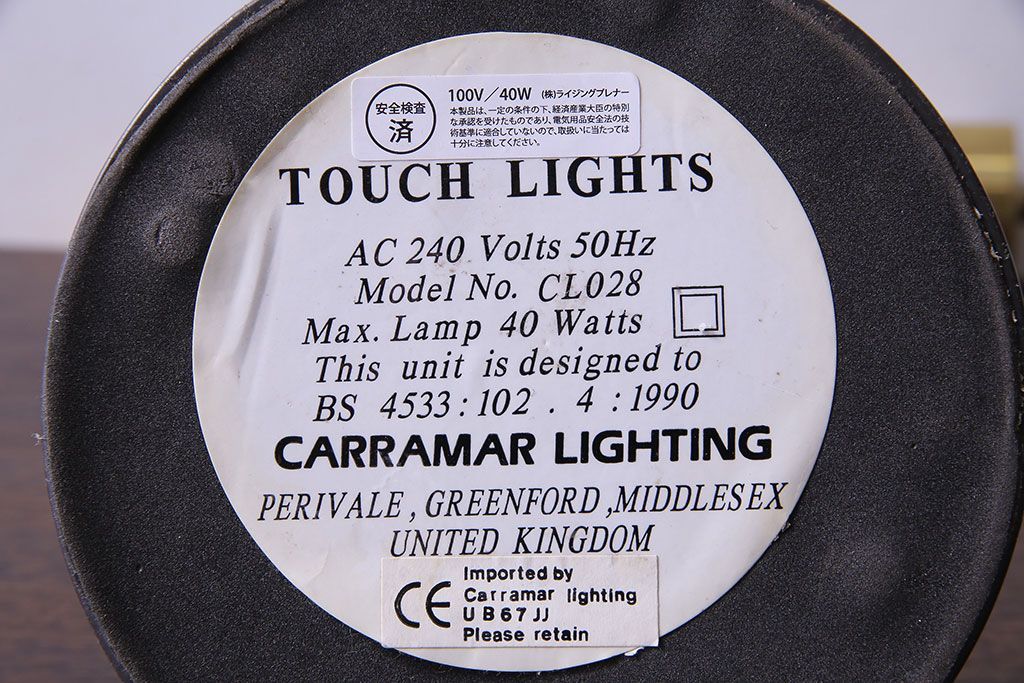 安全検査
済
100V／40W (株)ライジングプレナー
本製品は、一定の条件の下、経済産業大臣の特別
な承認を受けたものであり、電気用品安全法の技
術基準に適合していないので、取扱いに当たっては
十分に注意してください。
TOUCH LIGHTS
AC 240 Volts 50Hz
Model No. CL028
Max. Lamp 40 Watts
This unit is designed to
BS 4533 : 102 . 4 : 1990
CARRAMAR LIGHTING
PERIVALE , GREENFORD ,MIDDLESEX
UNITED KINGDOM
CE
Imported by
Carramar lighting
UB67JJ
Please retain